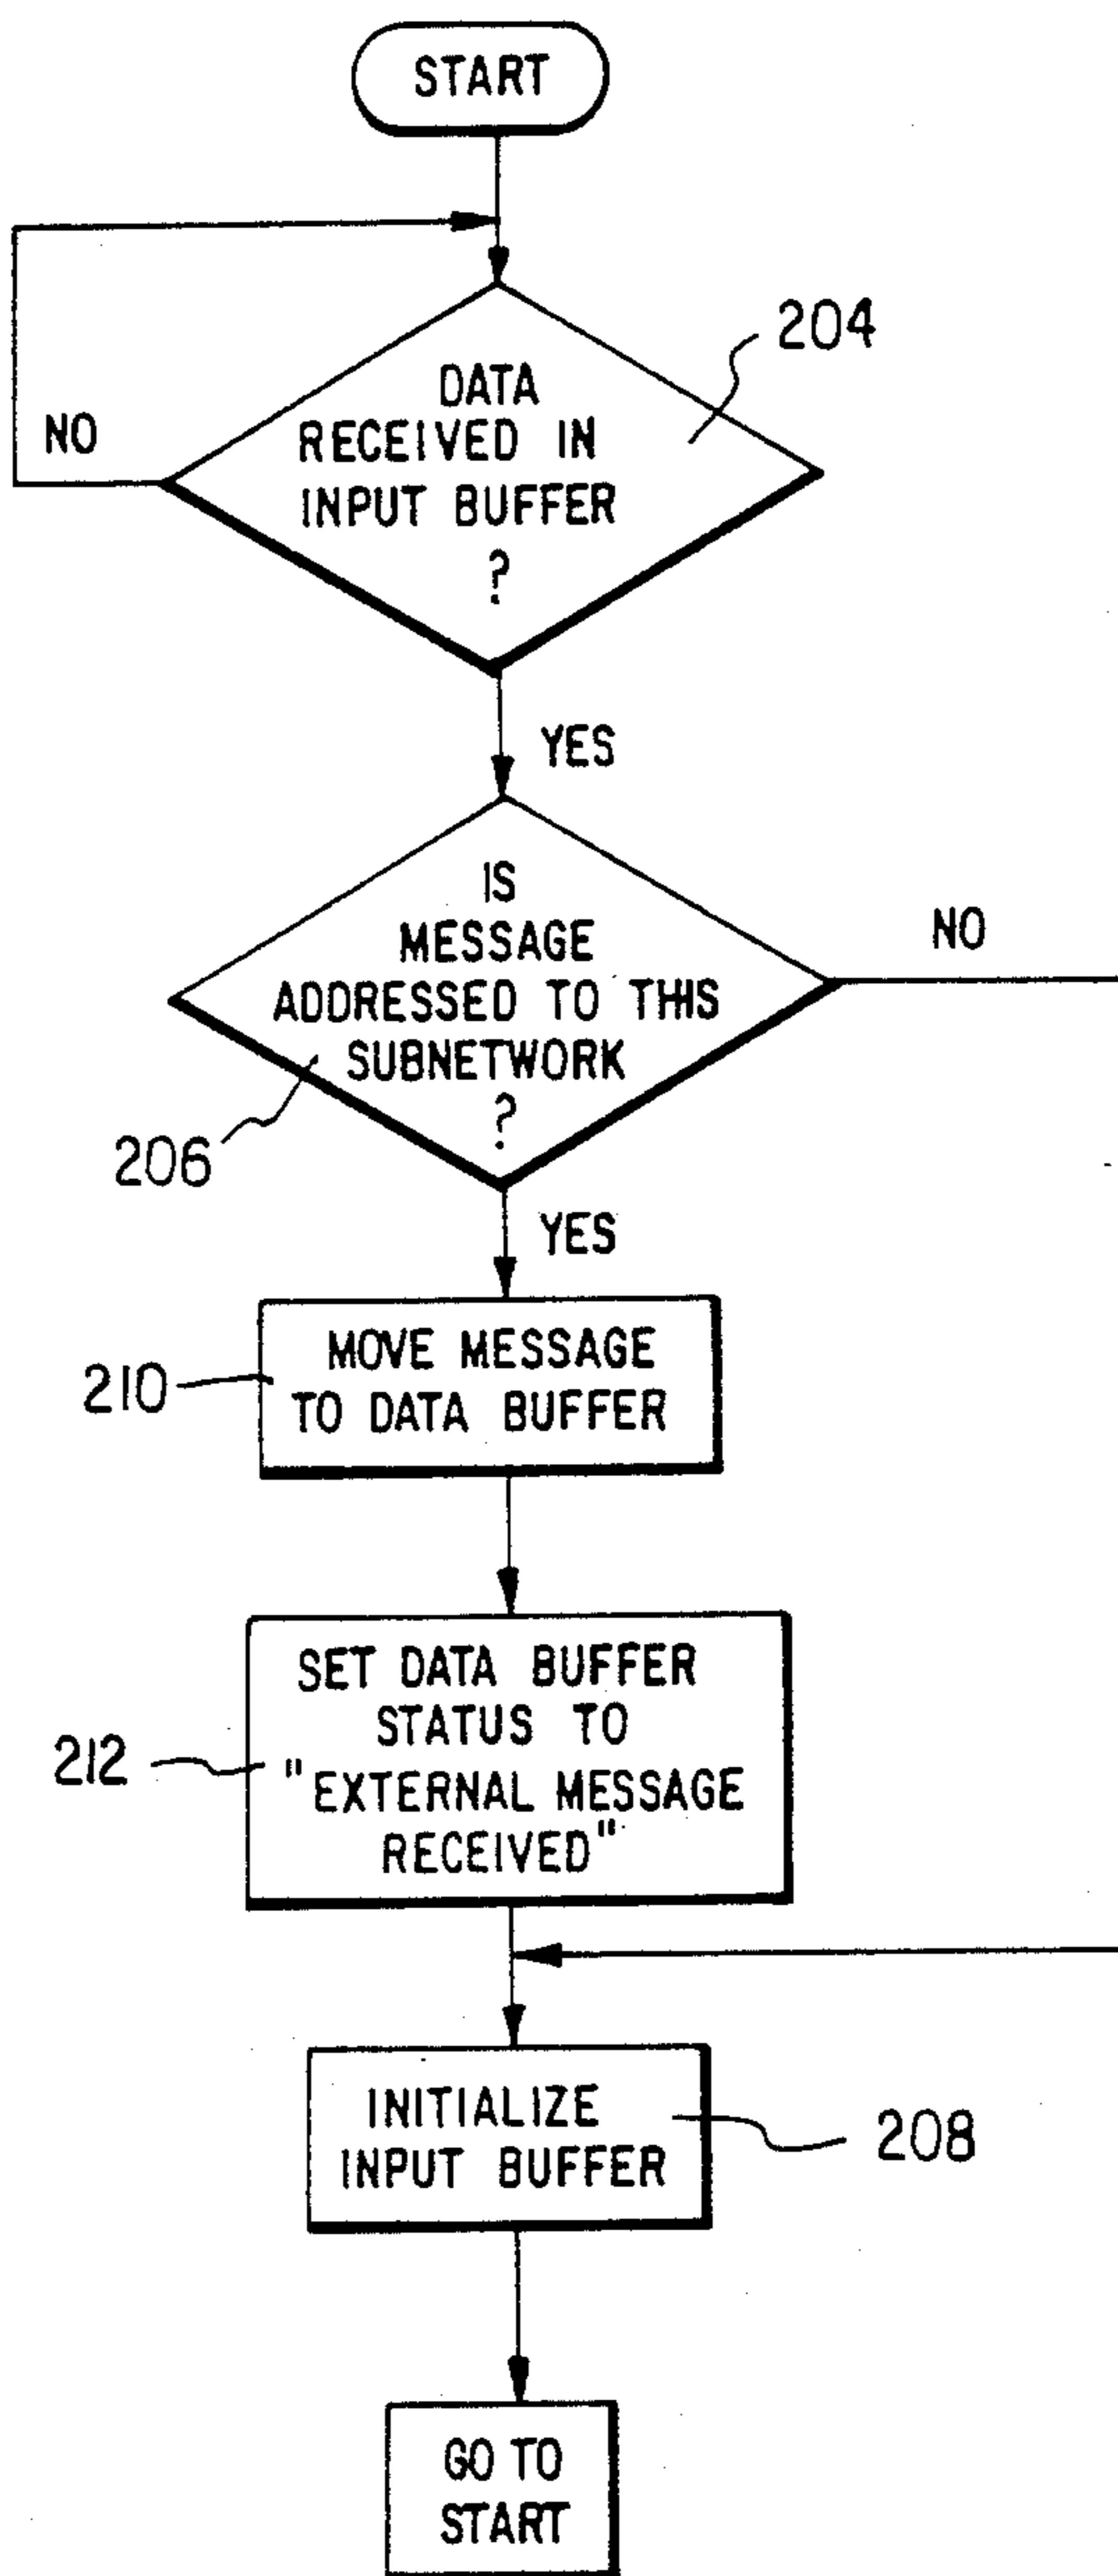 START
204
DATA
RECEIVED IN
INPUT BUFFER
?
NO
YES
IS
MESSAGE
ADDRESSED TO THIS
SUBNETWORK
?
NO
206
YES
210
MOVE MESSAGE
TO DATA BUFFER
212
SET DATA BUFFER
STATUS TO
"EXTERNAL MESSAGE
RECEIVED"
INITIALIZE
INPUT BUFFER
208
GO TO
START